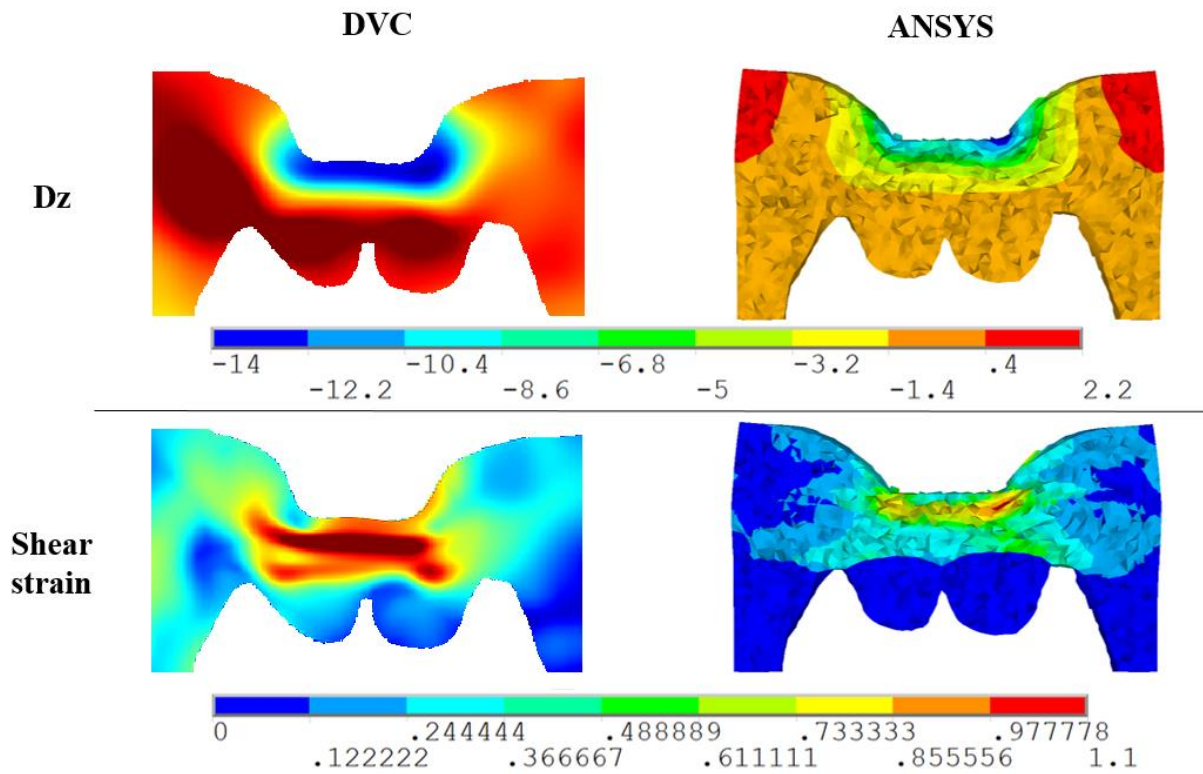 DVC ANSYS
Dz
-14 -10.4 -6.8 -3.2 .4
-12.2 -8.6 -5 -1.4 2.2
Shear
strain
0 .244444 .488889 .733333 .977778
.122222 .366667 .611111 .855556 1.1